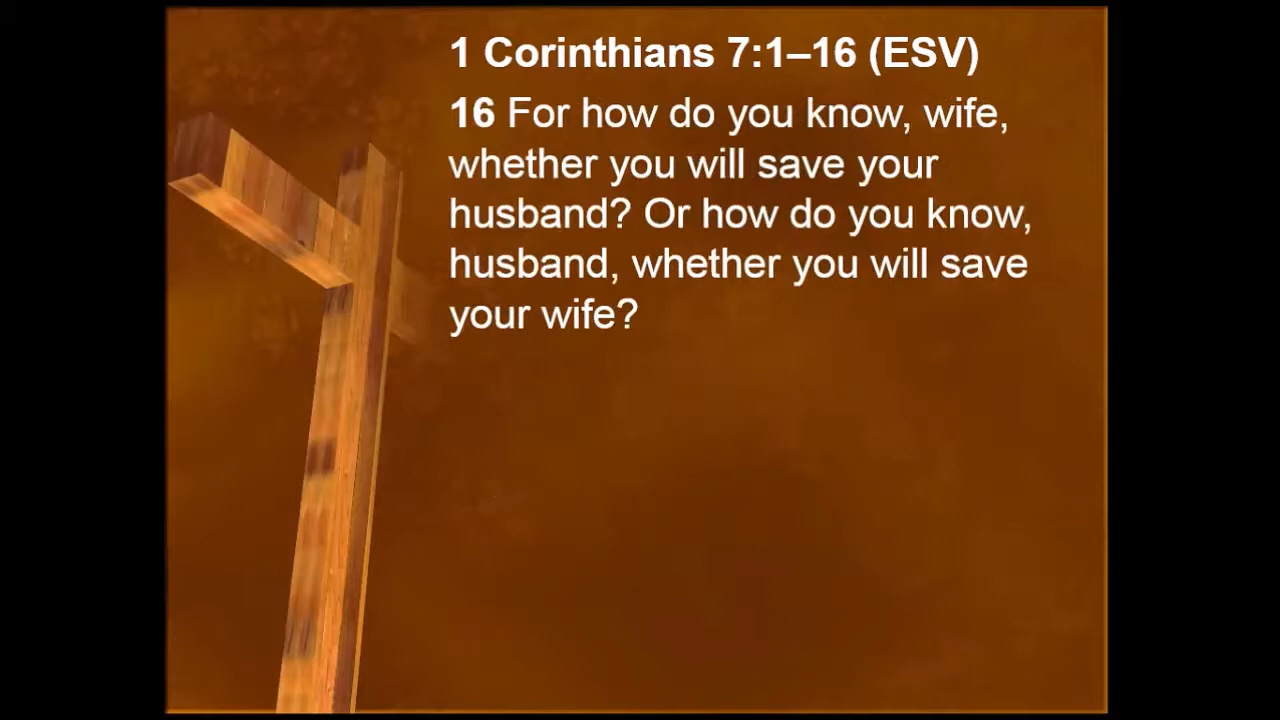 1 Corinthians 7:1–16 (ESV)
16 For how do you know, wife,
whether you will save your
husband? Or how do you know,
husband, whether you will save
your wife?